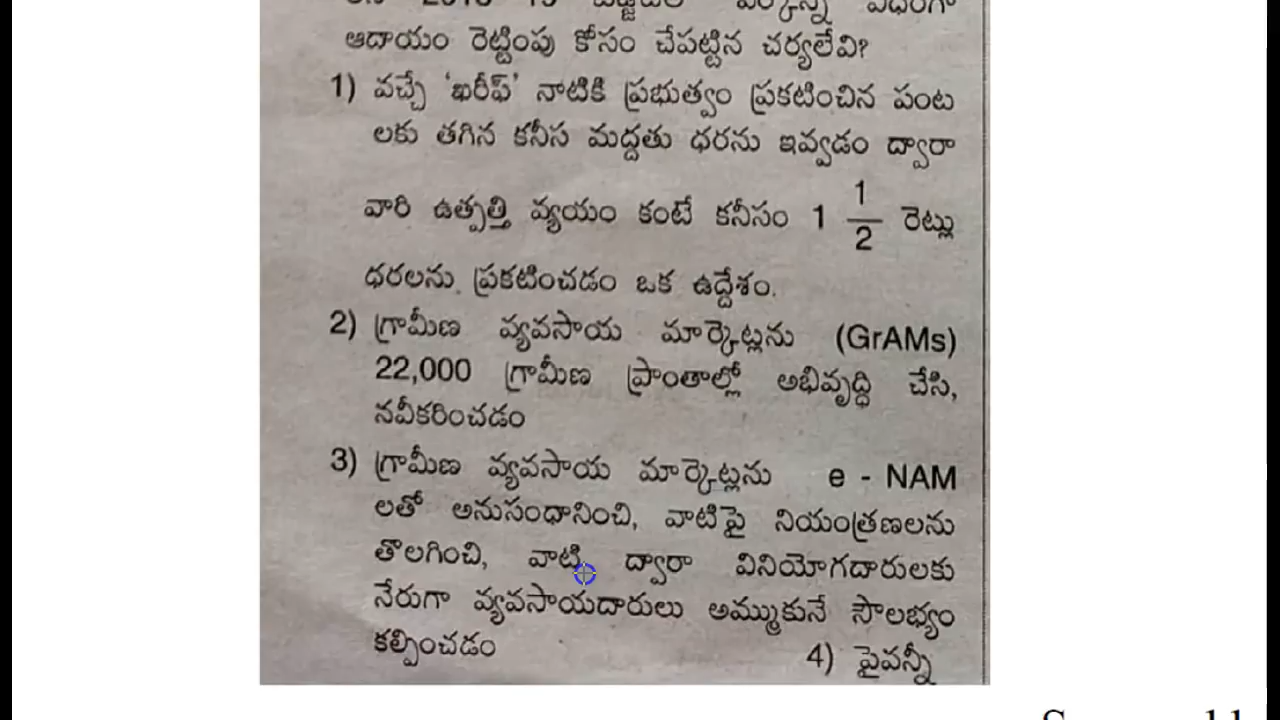 ఆదాయం రెట్టింపు కోసం చేపట్టిన చర్యలేవి?
1) వచ్చే 'ఖరీఫ్' నాటికి ప్రభుత్వం ప్రకటించిన పంట
లకు తగిన కనీస మద్దతు ధరను ఇవ్వడం ద్వారా
వారి ఉత్పత్తి వ్యయం కంటే కనీసం 1 1/2 రెట్లు
ధరలను ప్రకటించడం ఒక ఉద్దేశం.
2) గ్రామీణ వ్యవసాయ మార్కెట్లను (GrAMs)
22,000 గ్రామీణ ప్రాంతాల్లో అభివృద్ధి చేసి,
నవీకరించడం
3) గ్రామీణ వ్యవసాయ మార్కెట్లను e - NAM
లతో అనుసంధానించి, వాటిపై నియంత్రణలను
తొలగించి, వాటి ద్వారా వినియోగదారులకు
నేరుగా వ్యవసాయదారులు అమ్ముకునే సౌలభ్యం
కల్పించడం 4) పైవన్నీ